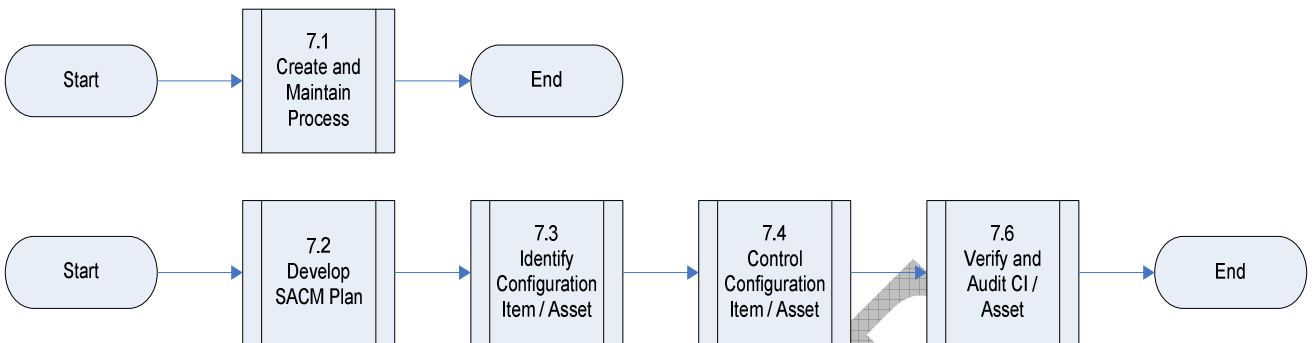 Start
7.1
Create and
Maintain
Process
End
Start
7.2
Develop
SACM Plan
7.3
Identify
Configuration
Item / Asset
7.4
Control
Configuration
Item / Asset
7.6
Verify and
Audit CI /
Asset
End